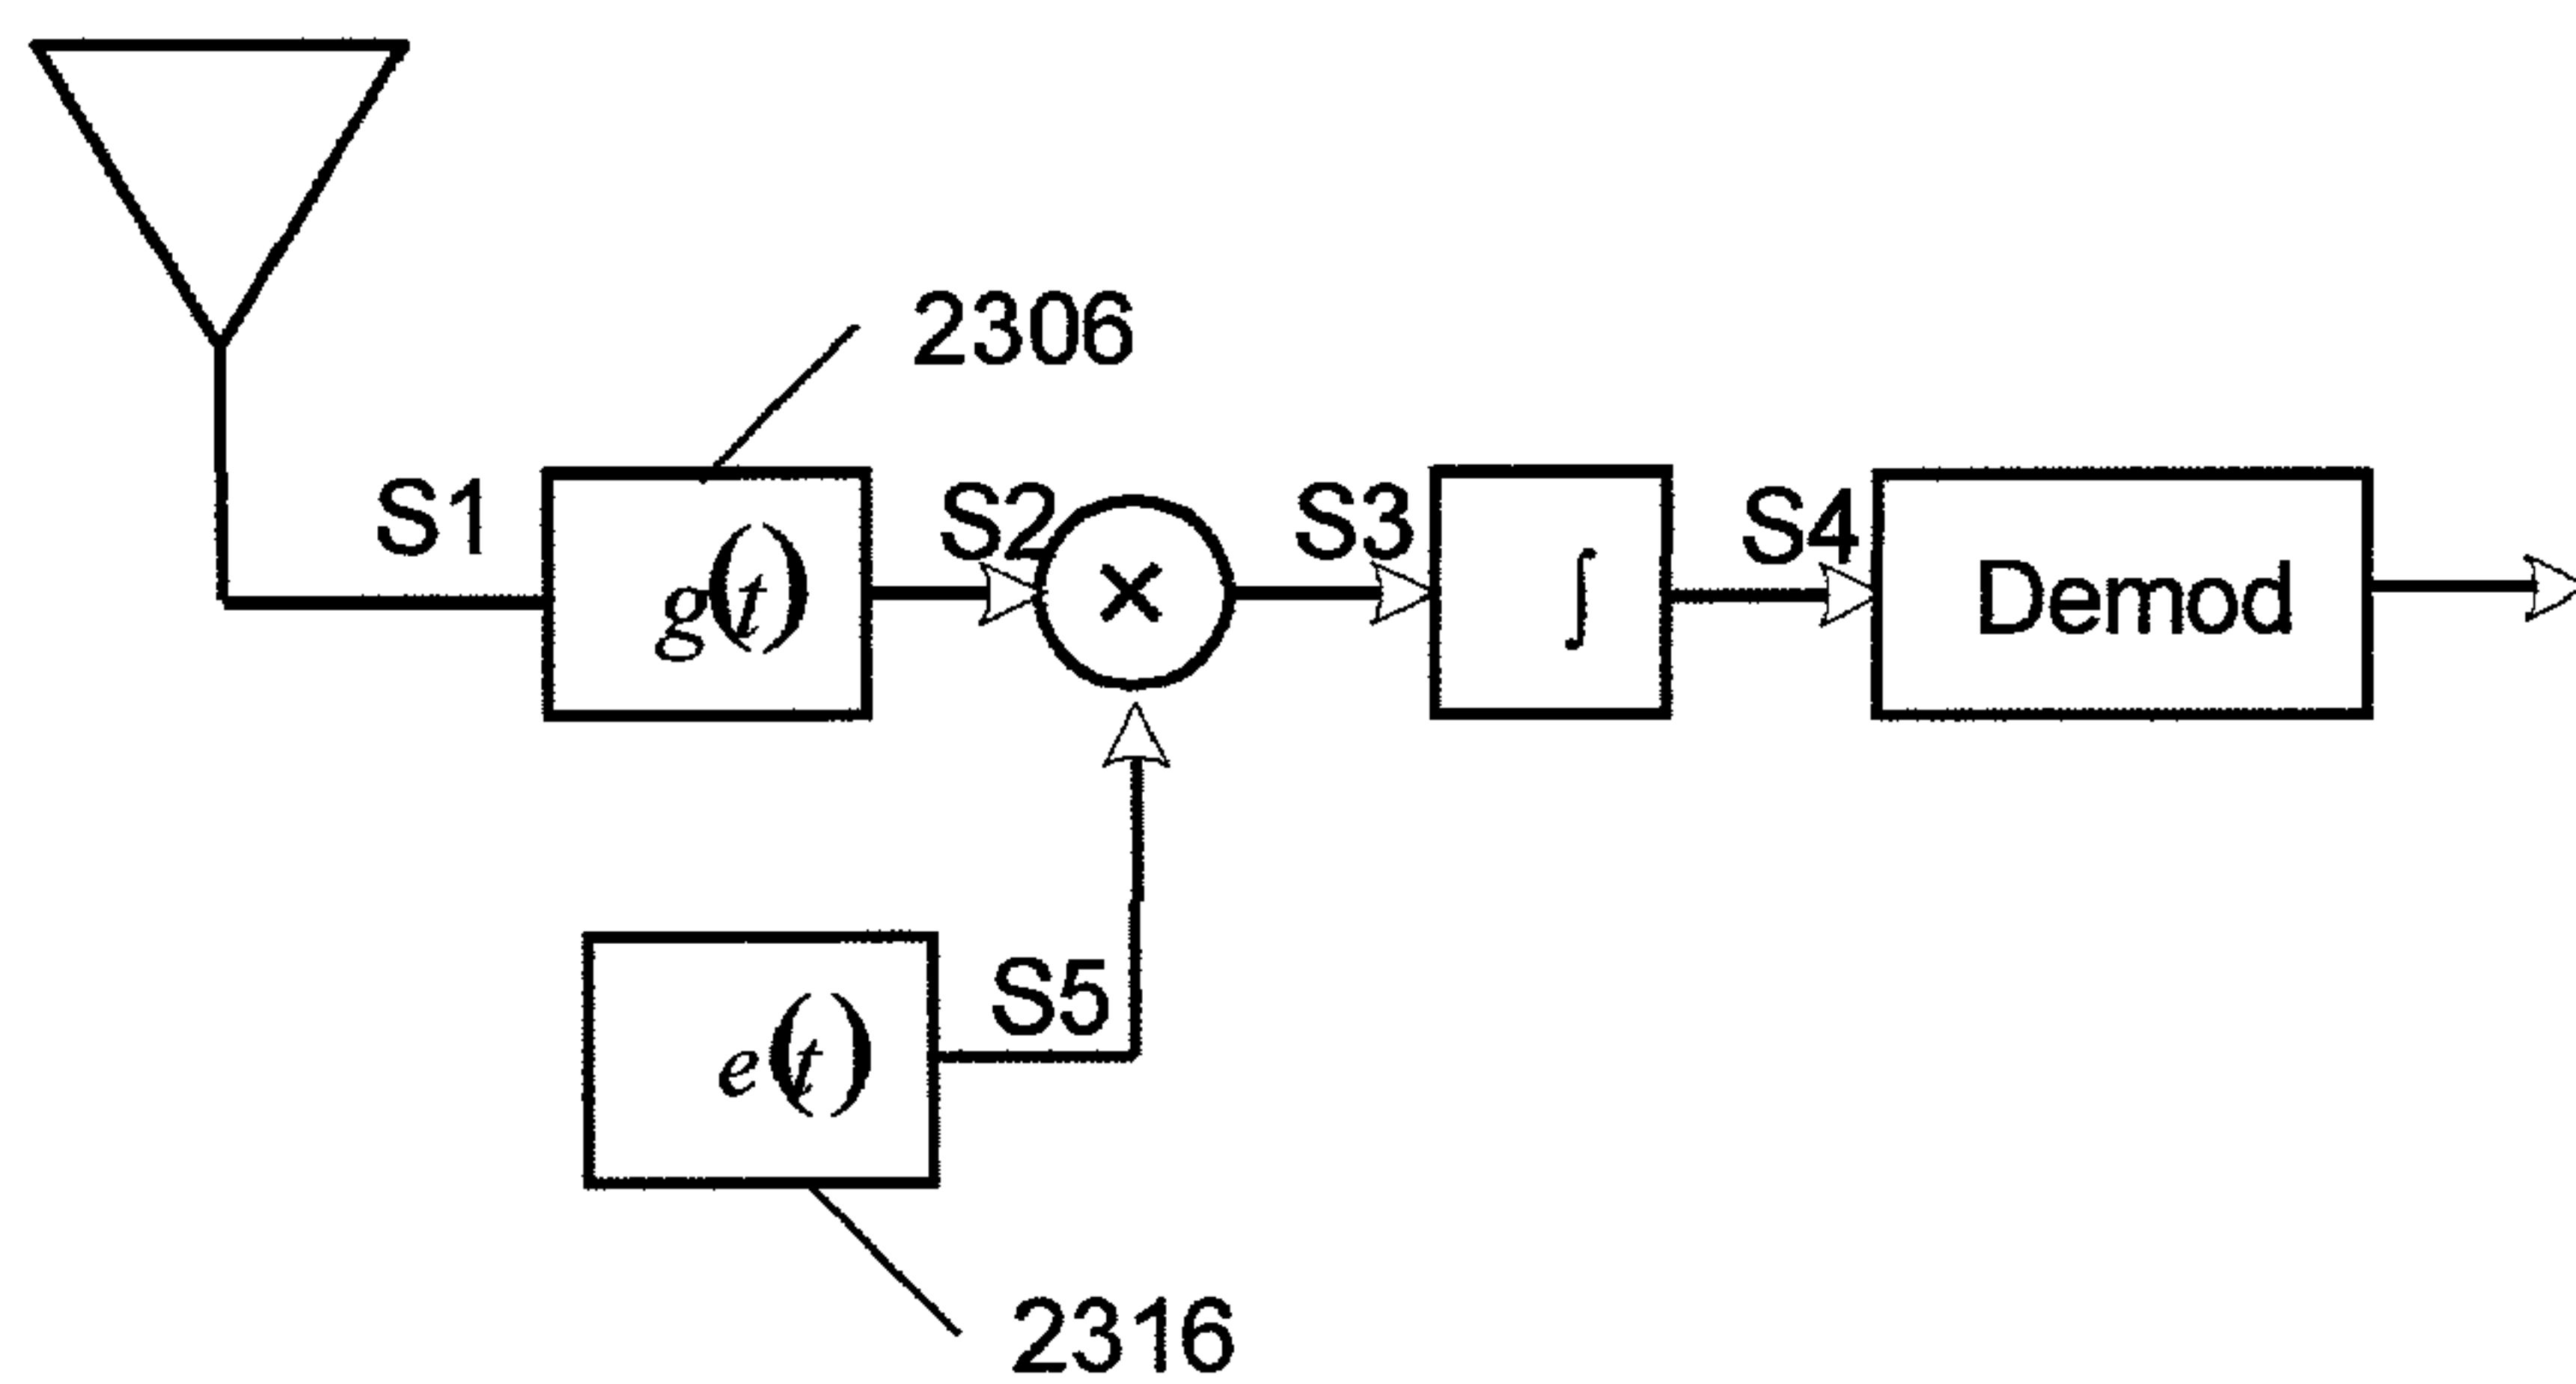 2306
S1
g(t)
S2
×
S3
∫
S4
Demod
e(t)
S5
2316